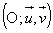 (O; u⃗, v⃗)